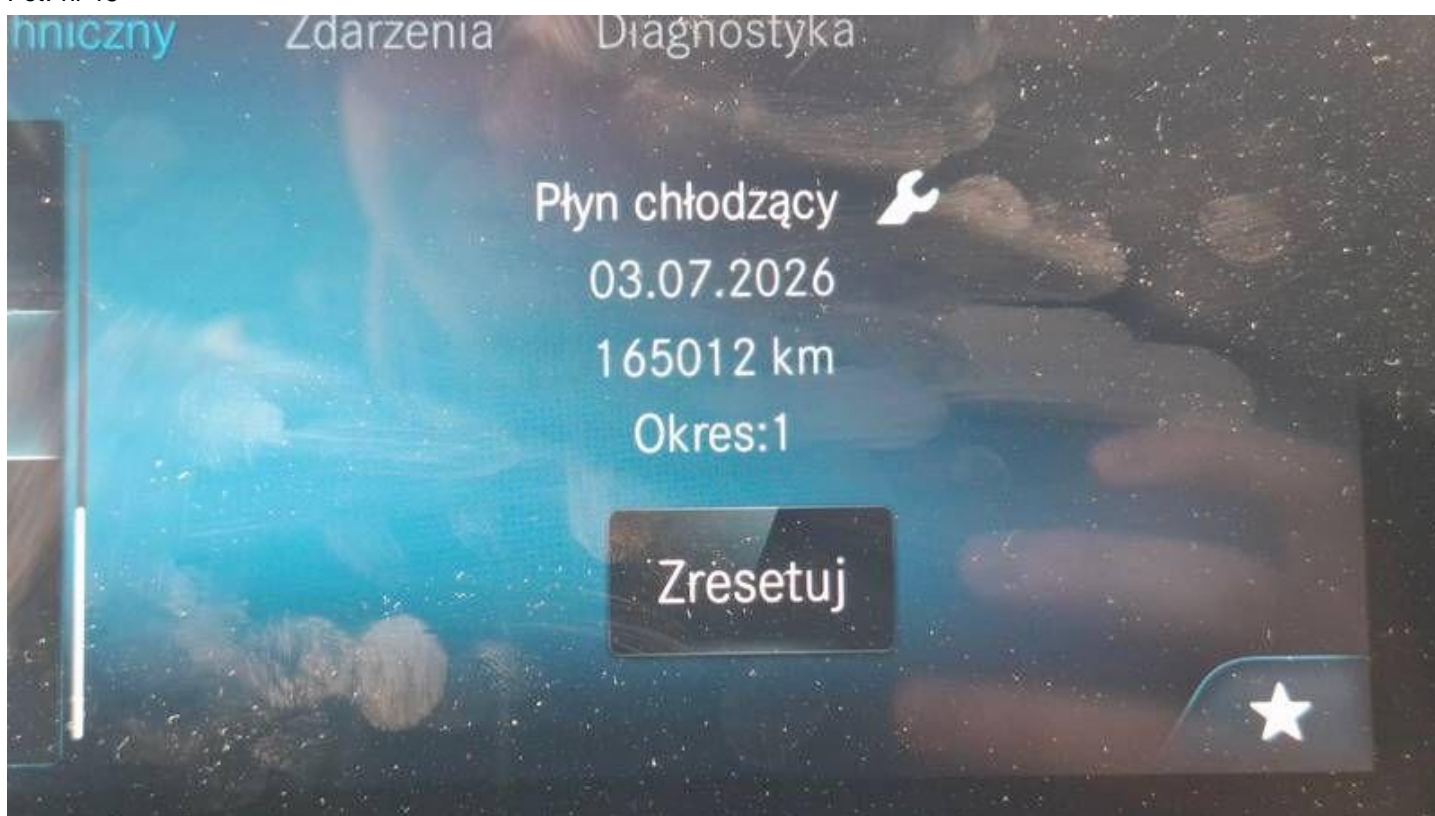 hniczny Zdarzenia Diagnostyka
Płyn chłodzący
03.07.2026
165012 km
Okres:1
Zresetuj